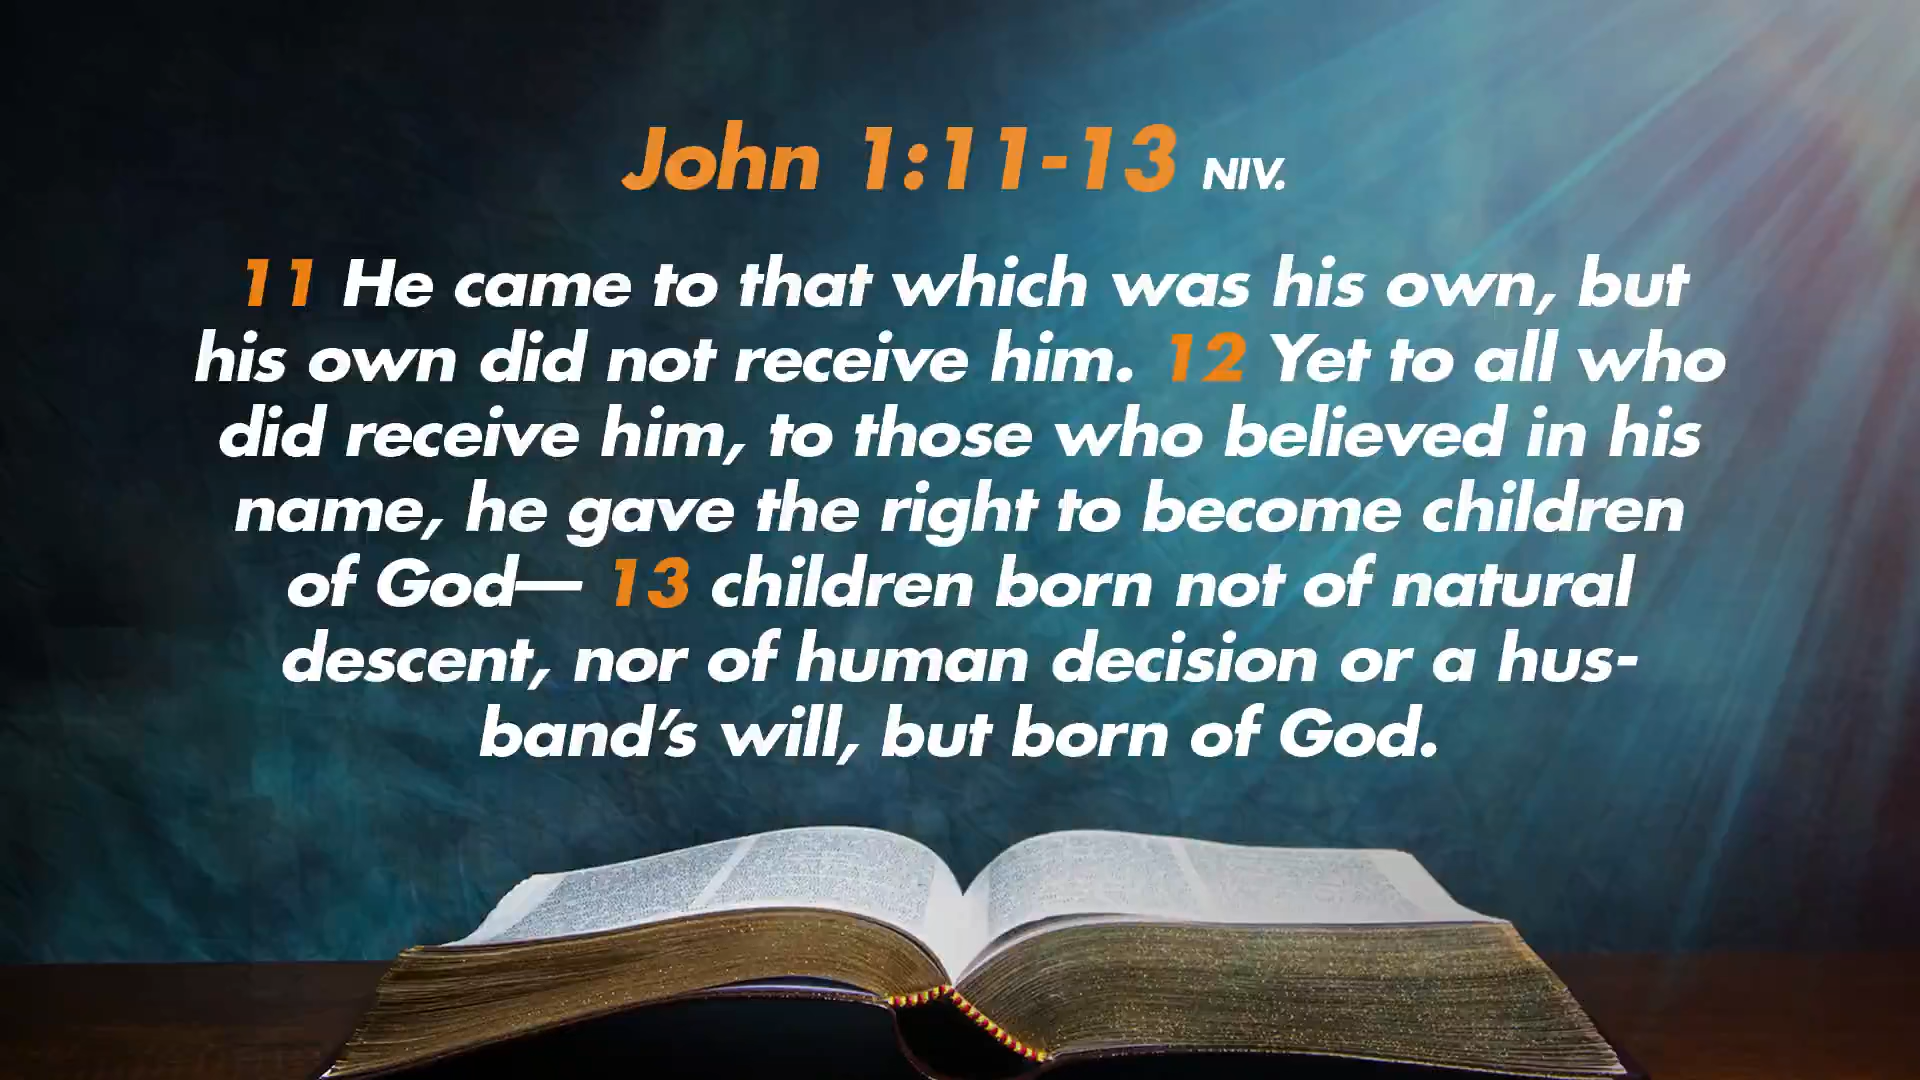 John 1:11-13 NIV.
11 He came to that which was his own, but
his own did not receive him. 12 Yet to all who
did receive him, to those who believed in his
name, he gave the right to become children
of God— 13 children born not of natural
descent, nor of human decision or a hus-
band’s will, but born of God.